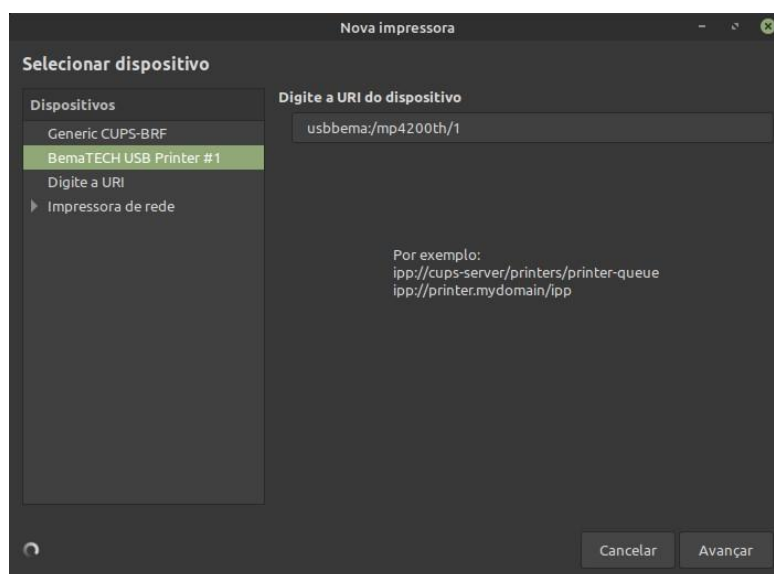 Nova impressora
Selecionar dispositivo
Dispositivos
Generic CUPS-BRF
BemaTECH USB Printer #1
Digite a URI
Impressora de rede
Digite a URI do dispositivo
usbbema:/mp4200th/1
Por exemplo:
ipp://cups-server/printers/printer-queue
ipp://printer.mydomain/ipp
Cancelar
Avançar